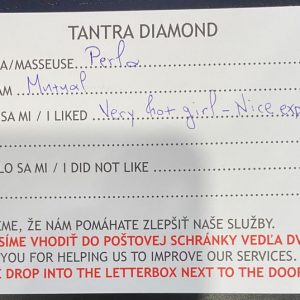 TANTRA DIAMOND
A/MASSEUSE Perla
AM Mutual
SA MI / I LIKED Very hot girl - Nice exp
LO SA MI / I DID NOT LIKE
EME, ŽE NÁM POMÁHATE ZLEPŠIŤ NAŠE SLUŽBY.
SÍME VHODIŤ DO POŠTOVEJ SCHRÁNKY VEDĽA DV
YOU FOR HELPING US TO IMPROVE OUR SERVICES.
E DROP INTO THE LETTERBOX NEXT TO THE DOOR